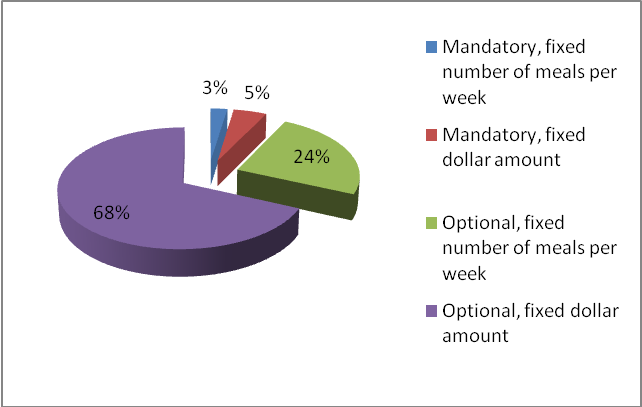 3%
5%
24%
68%
Mandatory, fixed
number of meals per
week
Mandatory, fixed
dollar amount
Optional, fixed
number of meals per
week
Optional, fixed dollar
amount